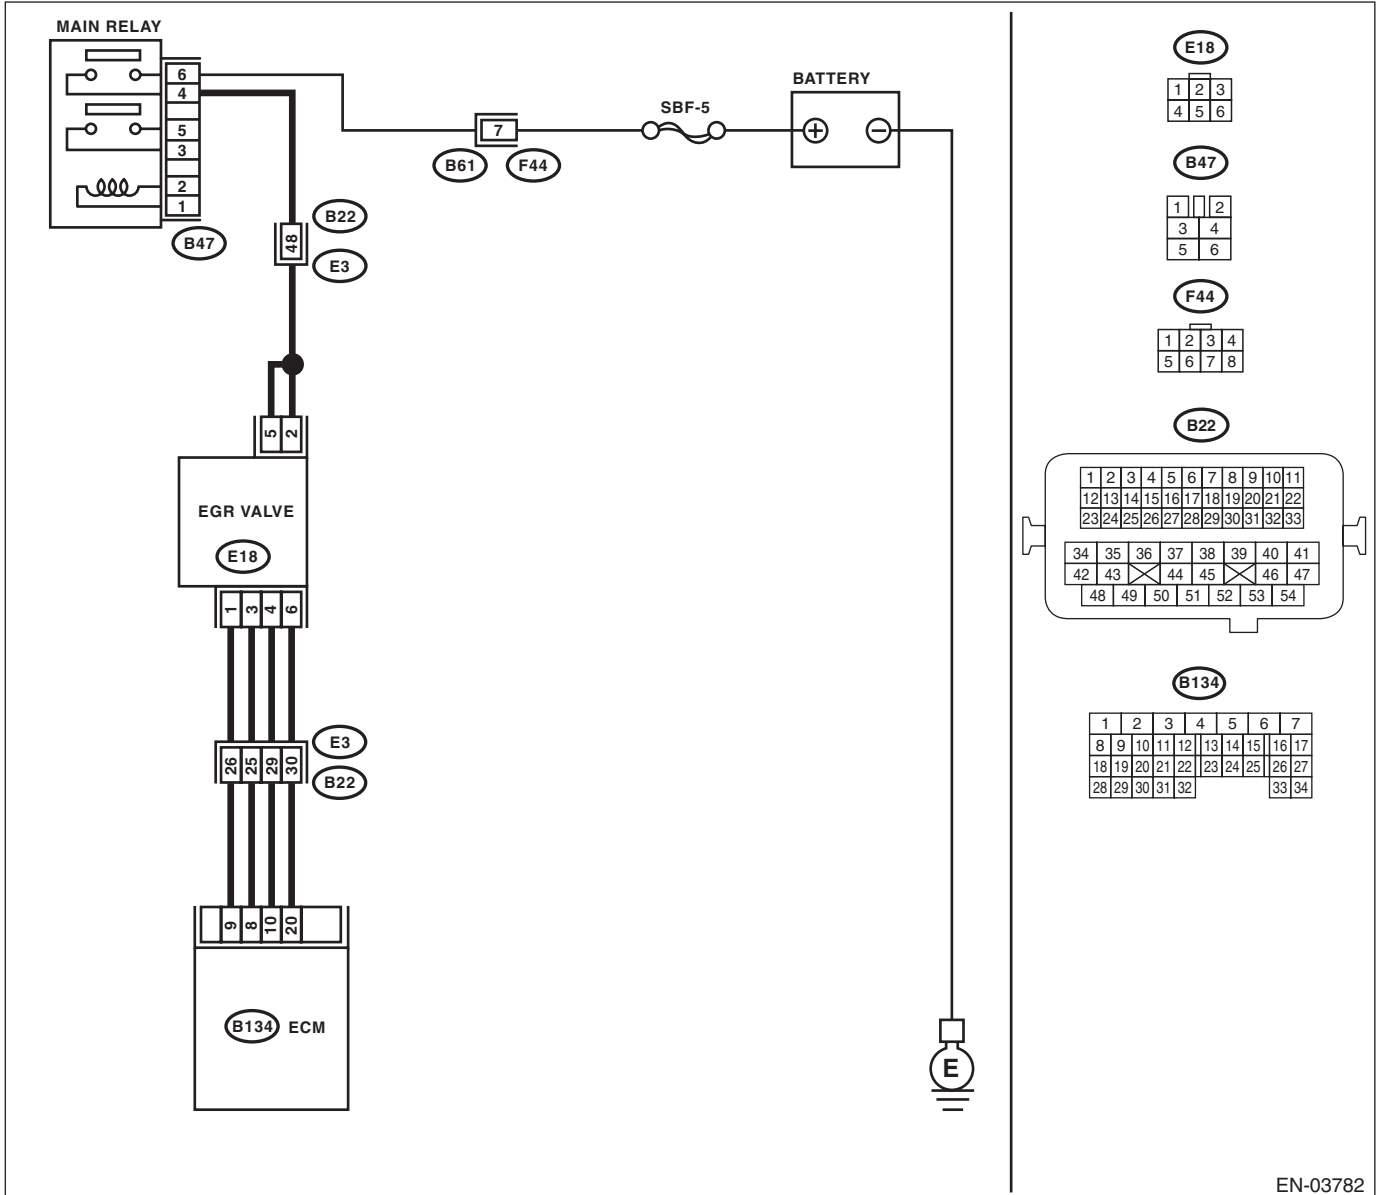 MAIN RELAY
6
4
5
3
2
1
B47
BATTERY
+ −
SBF-5
7
B61 F44
B22
48
E3
5 2
EGR VALVE
E18
1 3 4 6
E3
26 25 29 30
B22
9 8 10 20
B134 ECM
E
E18
1 2 3
4 5 6
B47
1 2
3 4
5 6
F44
1 2 3 4
5 6 7 8
B22
1 2 3 4 5 6 7 8 9 10 11
12 13 14 15 16 17 18 19 20 21 22
23 24 25 26 27 28 29 30 31 32 33
34 35 36 37 38 39 40 41
42 43 44 45 46 47
48 49 50 51 52 53 54
B134
1 2 3 4 5 6 7
8 9 10 11 12 13 14 15 16 17
18 19 20 21 22 23 24 25 26 27
28 29 30 31 32 33 34
EN-03782